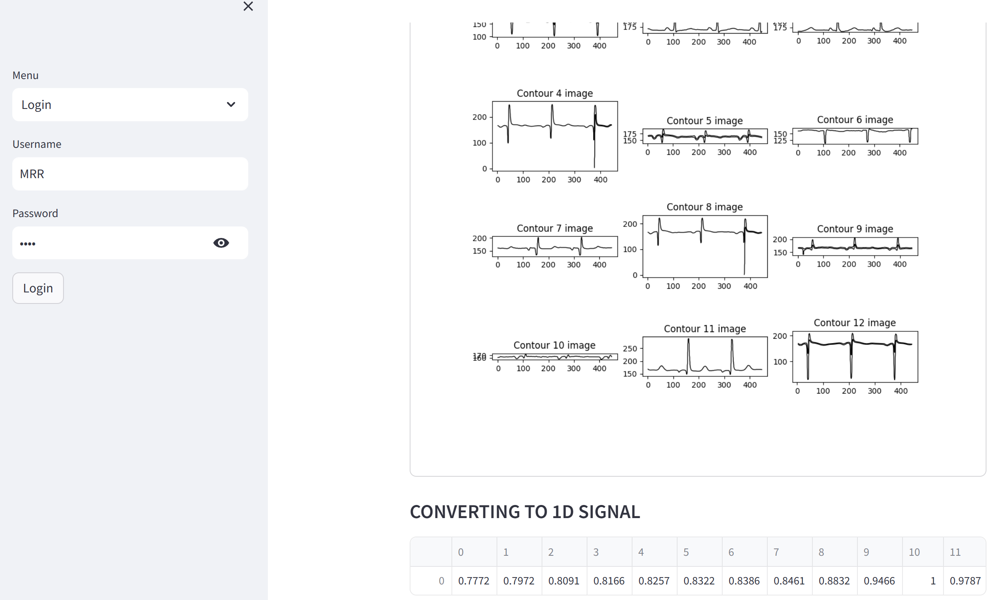 Menu
Login
Username
MRR
Password
••••
Login
150
100
0 100 200 300 400
175
0 100 200 300 400
175
0 100 200 300 400
Contour 4 image
200
100
0
0 100 200 300 400
Contour 5 image
175
150
0 100 200 300 400
Contour 6 image
150
125
0 100 200 300 400
Contour 7 image
200
150
0 100 200 300 400
Contour 8 image
200
100
0
0 100 200 300 400
Contour 9 image
200
150
0 100 200 300 400
Contour 10 image
170
160
0 100 200 300 400
Contour 11 image
250
200
150
0 100 200 300 400
Contour 12 image
200
100
0 100 200 300 400
CONVERTING TO 1D SIGNAL
0 1 2 3 4 5 6 7 8 9 10 11
0 0.7772 0.7972 0.8091 0.8166 0.8257 0.8322 0.8386 0.8461 0.8832 0.9466 1 0.9787